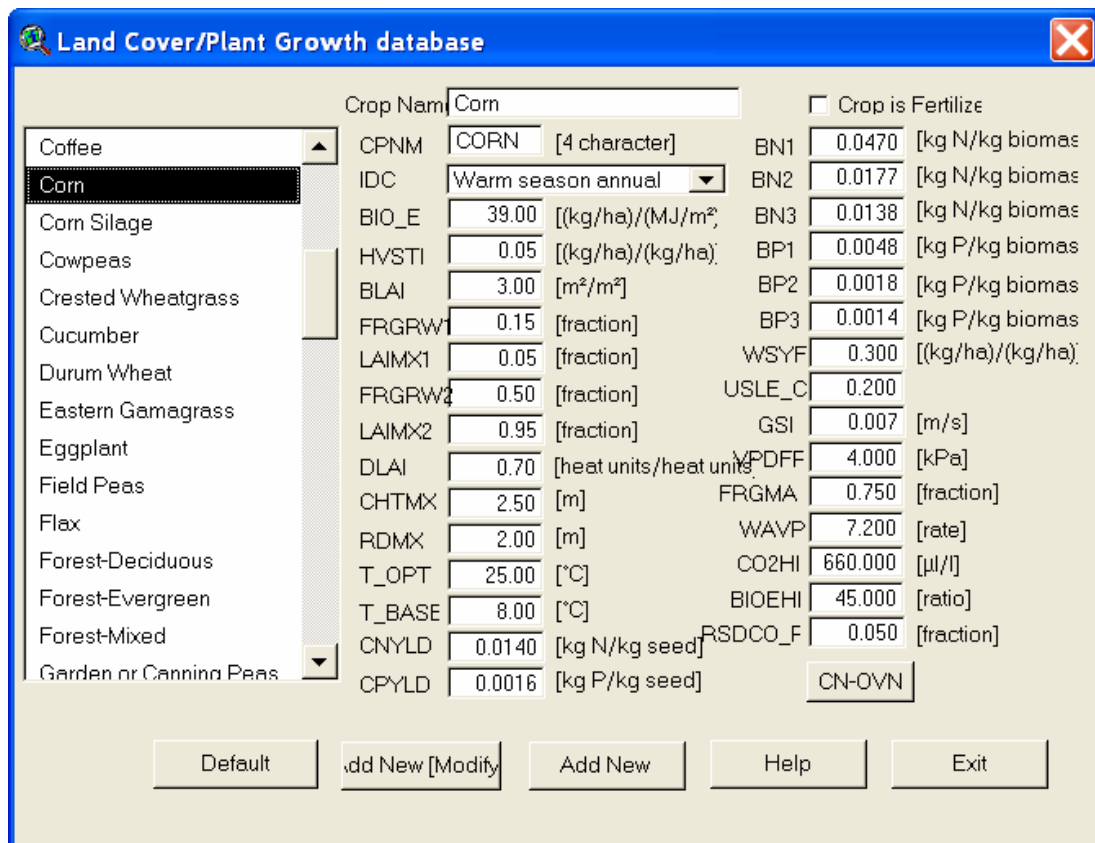 Land Cover/Plant Growth database
Crop Nam Corn
Crop is Fertilize
Coffee
Corn
Corn Silage
Cowpeas
Crested Wheatgrass
Cucumber
Durum Wheat
Eastern Gamagrass
Eggplant
Field Peas
Flax
Forest-Deciduous
Forest-Evergreen
Forest-Mixed
Garden or Canning Peas
CPNM CORN [4 character]
IDC Warm season annual
BIO_E 39.00 [(kg/ha)/(MJ/m²)
HVSTI 0.05 [(kg/ha)/(kg/ha)]
BLAI 3.00 [m²/m²]
FRGRW1 0.15 [fraction]
LAIMX1 0.05 [fraction]
FRGRW2 0.50 [fraction]
LAIMX2 0.95 [fraction]
DLAI 0.70 [heat units/heat units]
CHTMX 2.50 [m]
RDMX 2.00 [m]
T_OPT 25.00 [°C]
T_BASE 8.00 [°C]
CNYLD 0.0140 [kg N/kg seed]
CPYLD 0.0016 [kg P/kg seed]
BN1 0.0470 [kg N/kg biomas
BN2 0.0177 [kg N/kg biomas
BN3 0.0138 [kg N/kg biomas
BP1 0.0048 [kg P/kg biomas
BP2 0.0018 [kg P/kg biomas
BP3 0.0014 [kg P/kg biomas
WSYF 0.300 [(kg/ha)/(kg/ha)]
USLE_C 0.200
GSI 0.007 [m/s]
VPDFF 4.000 [kPa]
FRGMA 0.750 [fraction]
WAVP 7.200 [rate]
CO2HI 660.000 [µl/l]
BIOEHI 45.000 [ratio]
RSDCO_P 0.050 [fraction]
CN-OVN
Default
Add New [Modify
Add New
Help
Exit